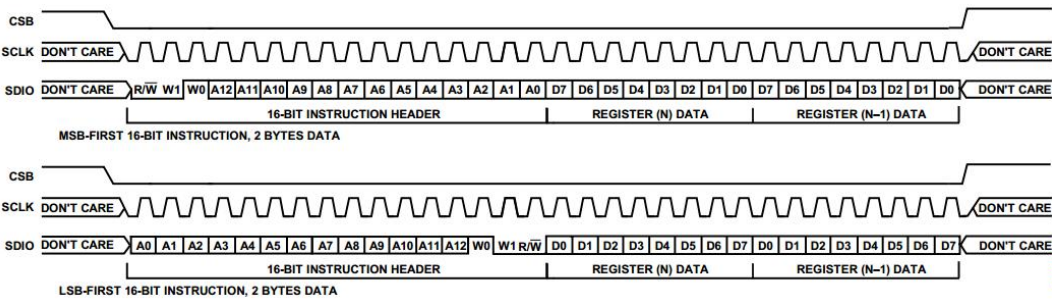 CSB
SCLK DON'T CARE DON'T CARE
SDIO DON'T CARE R/W̅ W1 W0 A12 A11 A10 A9 A8 A7 A6 A5 A4 A3 A2 A1 A0 D7 D6 D5 D4 D3 D2 D1 D0 D7 D6 D5 D4 D3 D2 D1 D0 DON'T CARE
16-BIT INSTRUCTION HEADER REGISTER (N) DATA REGISTER (N–1) DATA
MSB-FIRST 16-BIT INSTRUCTION, 2 BYTES DATA
CSB
SCLK DON'T CARE DON'T CARE
SDIO DON'T CARE A0 A1 A2 A3 A4 A5 A6 A7 A8 A9 A10 A11 A12 W0 W1 R/W̅ D0 D1 D2 D3 D4 D5 D6 D7 D0 D1 D2 D3 D4 D5 D6 D7 DON'T CARE
16-BIT INSTRUCTION HEADER REGISTER (N) DATA REGISTER (N–1) DATA
LSB-FIRST 16-BIT INSTRUCTION, 2 BYTES DATA